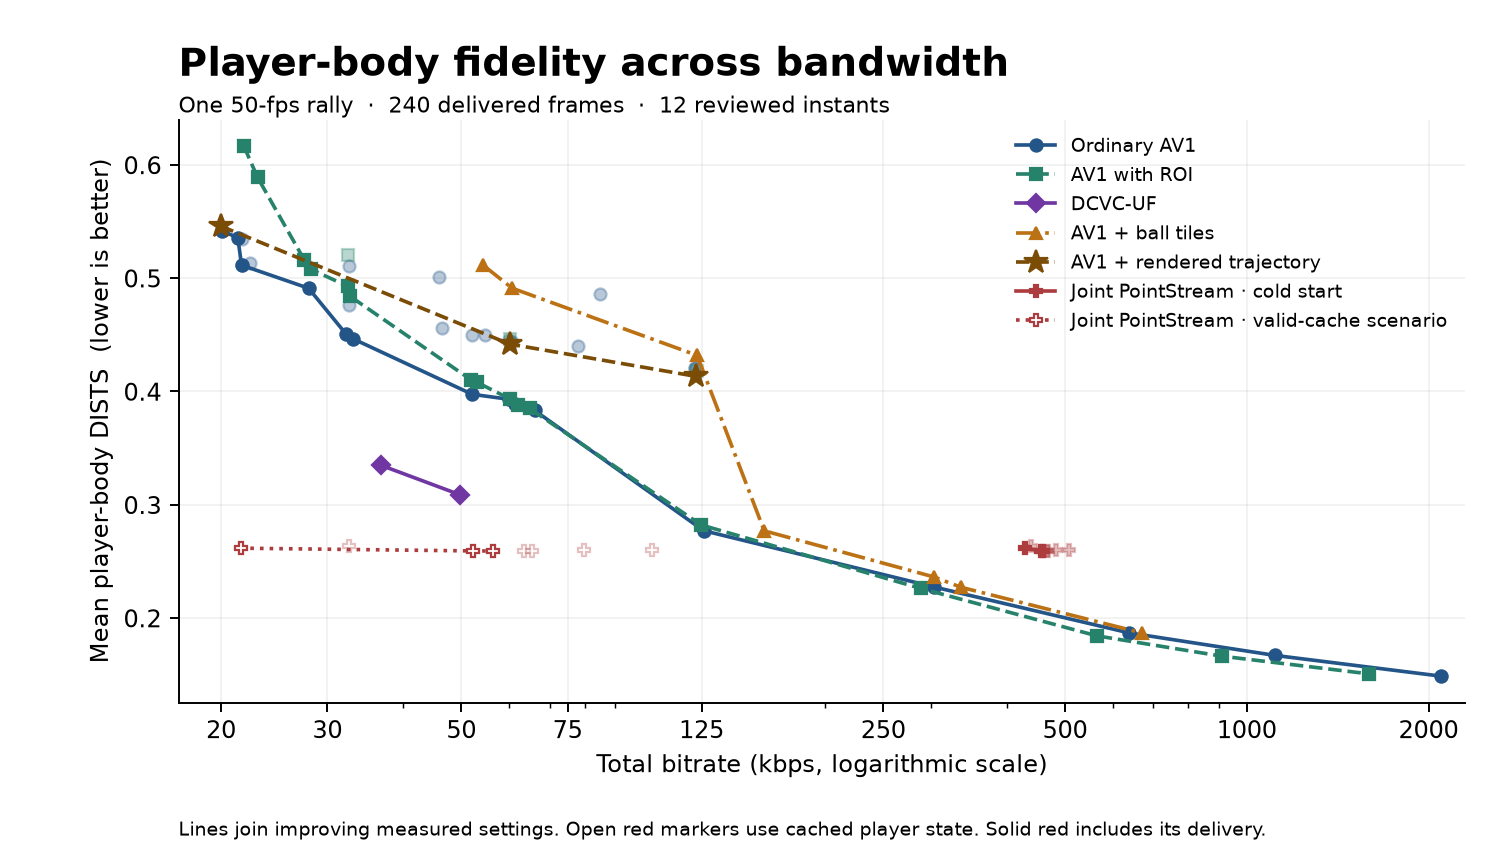 Player-body fidelity across bandwidth
One 50-fps rally · 240 delivered frames · 12 reviewed instants
Mean player-body DISTS (lower is better)
0.6
0.5
0.4
0.3
0.2
Ordinary AV1
AV1 with ROI
DCVC-UF
AV1 + ball tiles
AV1 + rendered trajectory
Joint PointStream · cold start
Joint PointStream · valid-cache scenario
20 30 50 75 125 250 500 1000 2000
Total bitrate (kbps, logarithmic scale)
Lines join improving measured settings. Open red markers use cached player state. Solid red includes its delivery.